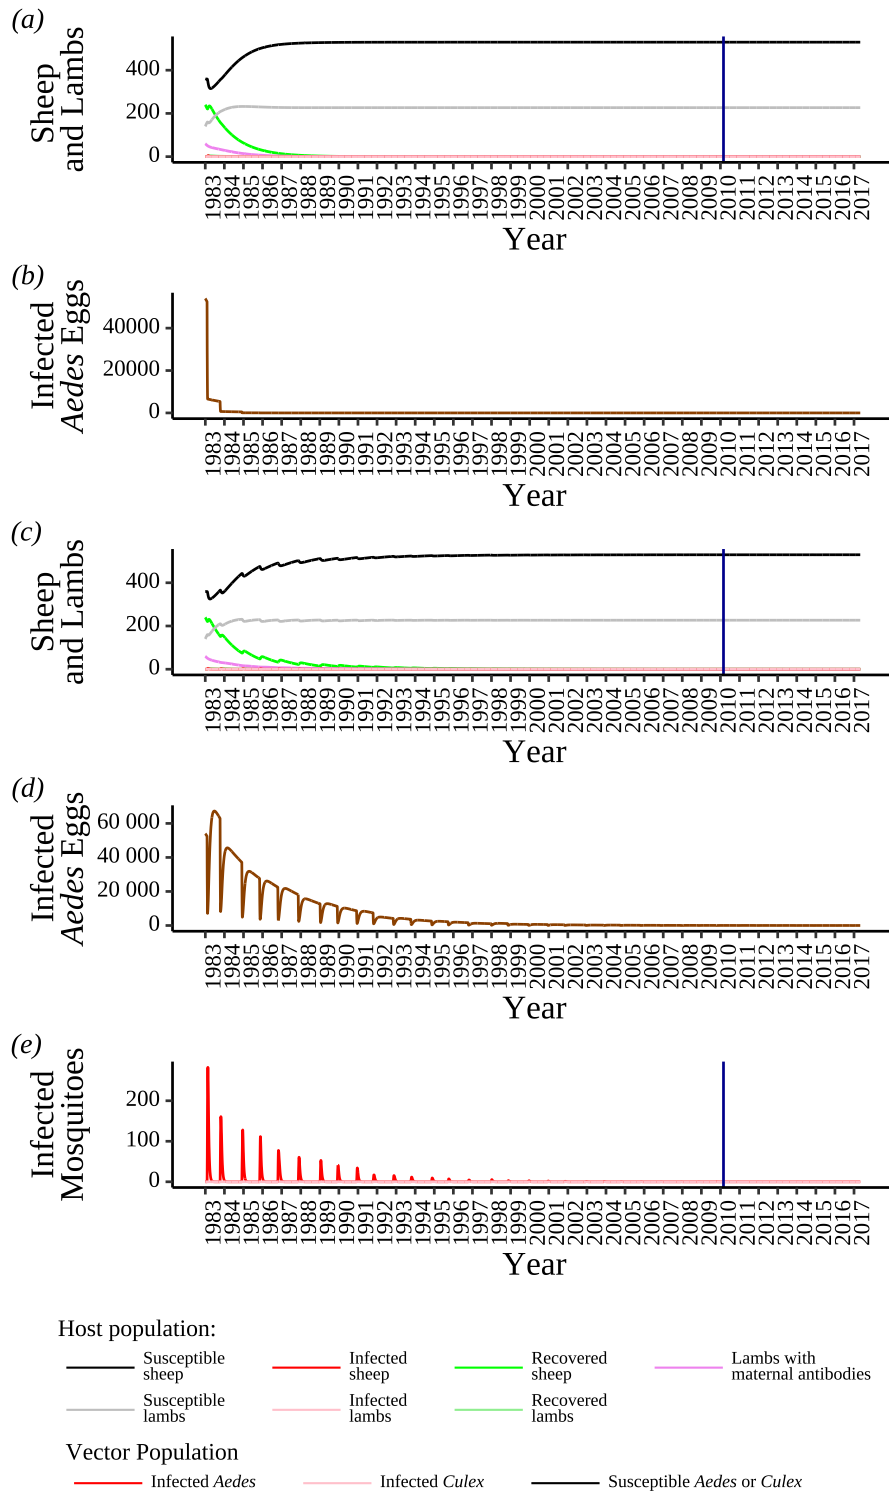 (a)
Sheep
and Lambs
400
200
0
1983 1984 1985 1986 1987 1988 1989 1990 1991 1992 1993 1994 1995 1996 1997 1998 1999 2000 2001 2002 2003 2004 2005 2006 2007 2008 2009 2010 2011 2012 2013 2014 2015 2016 2017
Year
(b)
Infected
Aedes Eggs
40000
20000
0
1983 1984 1985 1986 1987 1988 1989 1990 1991 1992 1993 1994 1995 1996 1997 1998 1999 2000 2001 2002 2003 2004 2005 2006 2007 2008 2009 2010 2011 2012 2013 2014 2015 2016 2017
Year
(c)
Sheep
and Lambs
400
200
0
1983 1984 1985 1986 1987 1988 1989 1990 1991 1992 1993 1994 1995 1996 1997 1998 1999 2000 2001 2002 2003 2004 2005 2006 2007 2008 2009 2010 2011 2012 2013 2014 2015 2016 2017
Year
(d)
Infected
Aedes Eggs
60 000
40 000
20 000
0
1983 1984 1985 1986 1987 1988 1989 1990 1991 1992 1993 1994 1995 1996 1997 1998 1999 2000 2001 2002 2003 2004 2005 2006 2007 2008 2009 2010 2011 2012 2013 2014 2015 2016 2017
Year
(e)
Infected
Mosquitoes
200
100
0
1983 1984 1985 1986 1987 1988 1989 1990 1991 1992 1993 1994 1995 1996 1997 1998 1999 2000 2001 2002 2003 2004 2005 2006 2007 2008 2009 2010 2011 2012 2013 2014 2015 2016 2017
Year
Host population:
Susceptible
sheep
Infected
sheep
Recovered
sheep
Lambs with
maternal antibodies
Susceptible
lambs
Infected
lambs
Recovered
lambs
Vector Population
Infected Aedes
Infected Culex
Susceptible Aedes or Culex